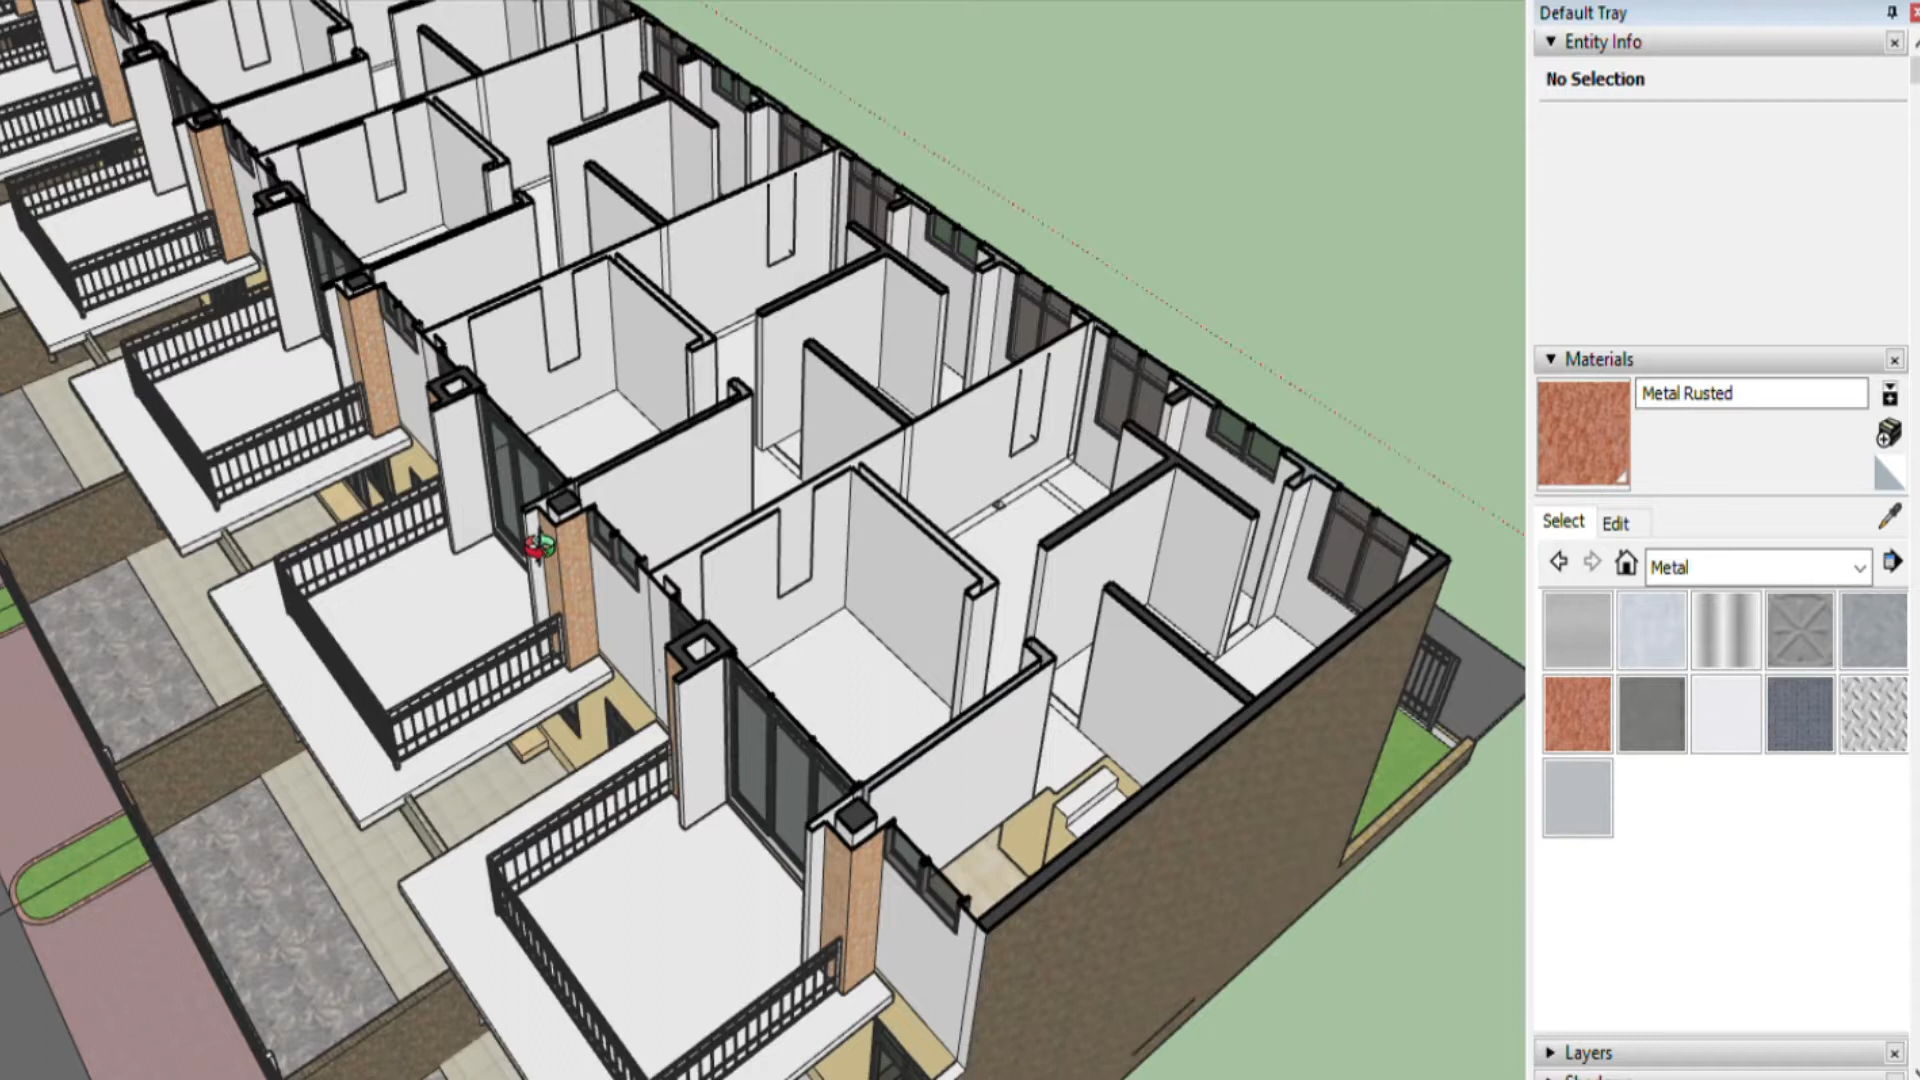 Default Tray
Entity Info
No Selection
Materials
Metal Rusted
Select Edit
Metal
Layers